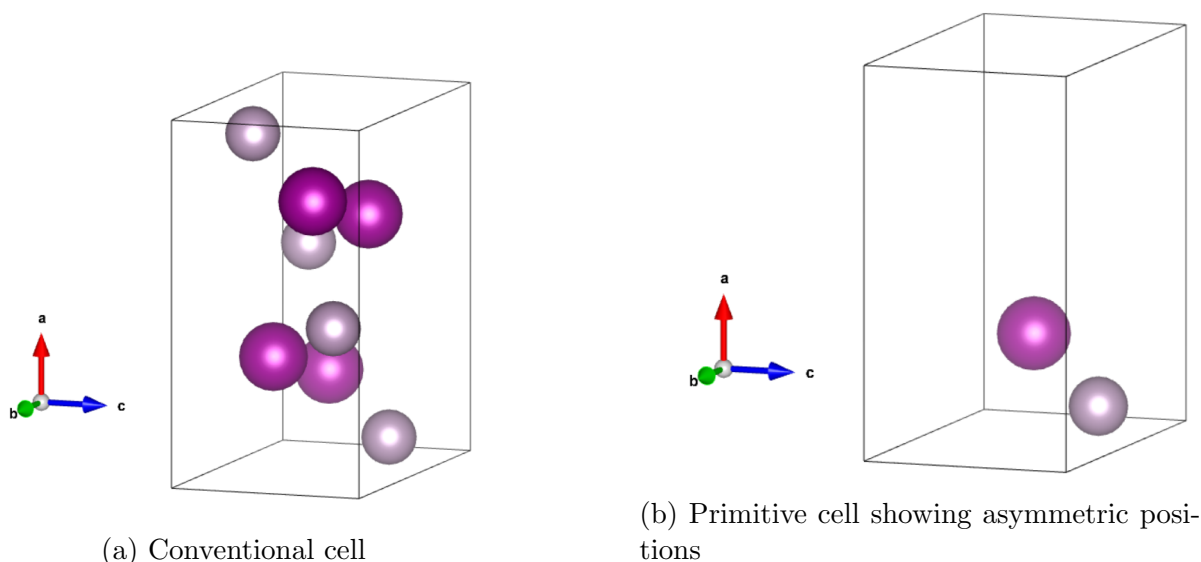 a
b
c
(a) Conventional cell
a
b
c
(b) Primitive cell showing asymmetric posi-
tions